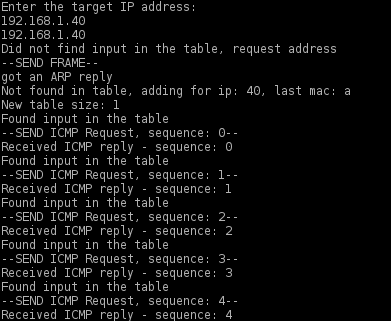 Enter the target IP address:
192.168.1.40
192.168.1.40
Did not find input in the table, request address
--SEND FRAME--
got an ARP reply
Not found in table, adding for ip: 40, last mac: a
New table size: 1
Found input in the table
--SEND ICMP Request, sequence: 0--
Received ICMP reply - sequence: 0
Found input in the table
--SEND ICMP Request, sequence: 1--
Received ICMP reply - sequence: 1
Found input in the table
--SEND ICMP Request, sequence: 2--
Received ICMP reply - sequence: 2
Found input in the table
--SEND ICMP Request, sequence: 3--
Received ICMP reply - sequence: 3
Found input in the table
--SEND ICMP Request, sequence: 4--
Received ICMP reply - sequence: 4